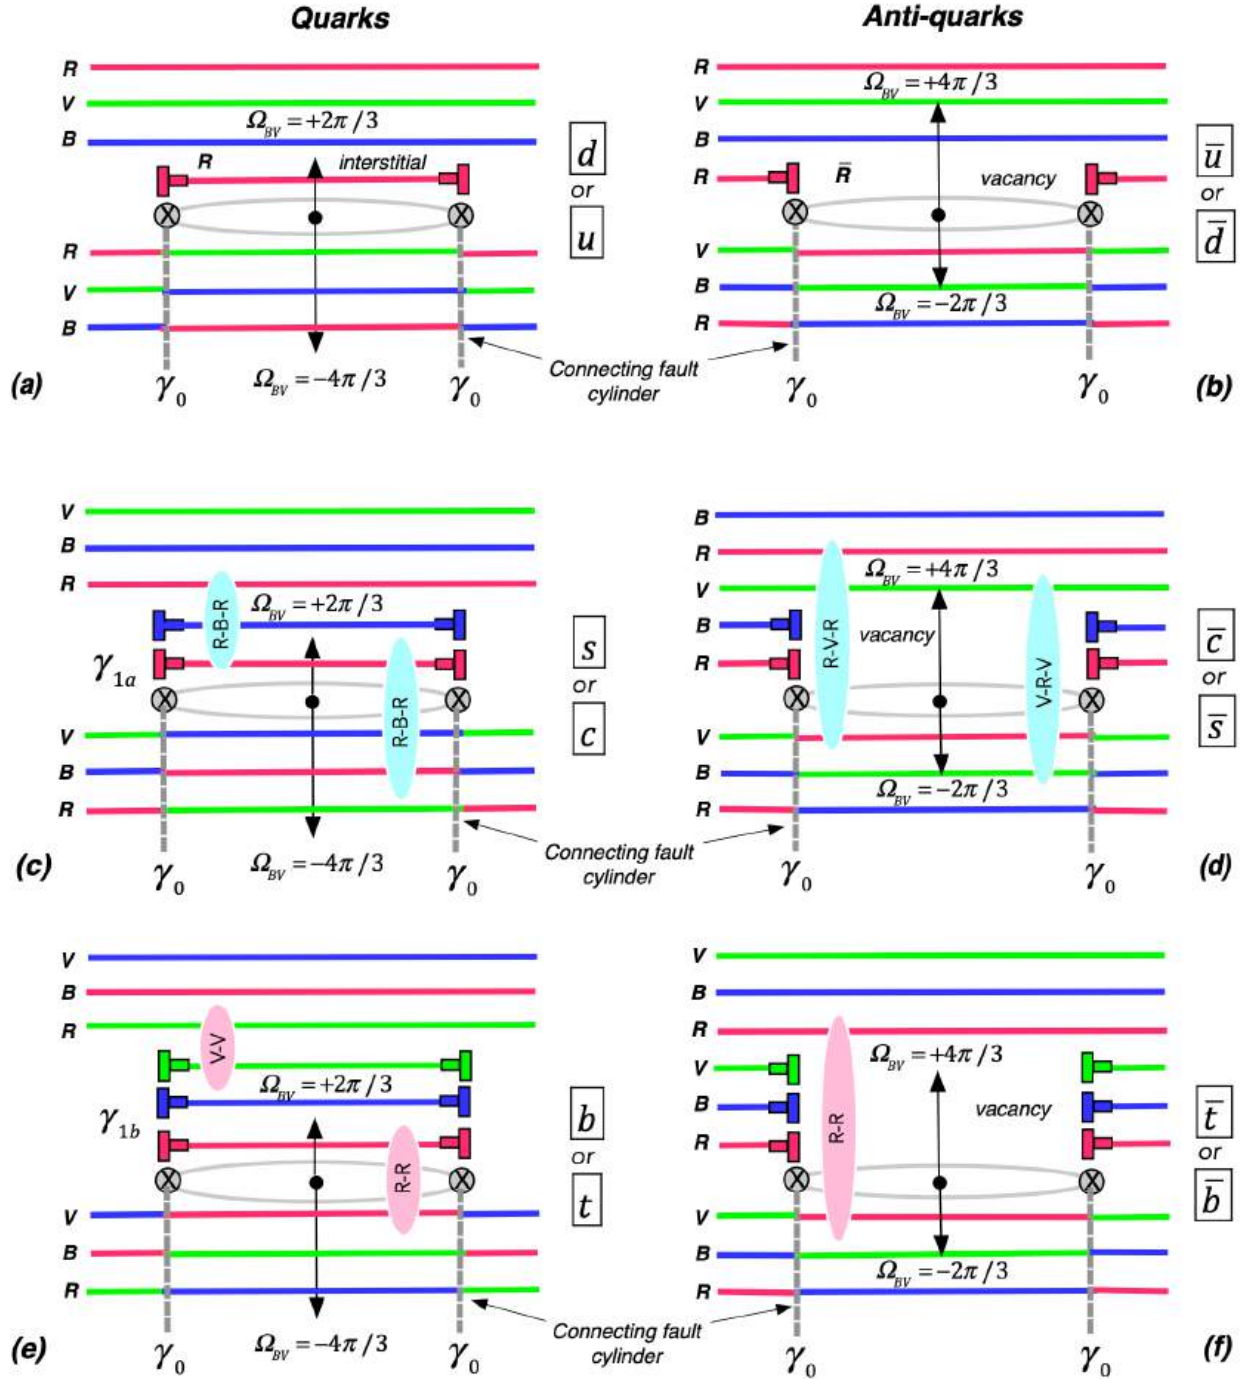 Quarks
Anti-quarks
R
V
Ω_BV = +2π/3
B
R
interstitial
d
or
u
R
V
B
Ω_BV = −4π/3
(a)
γ₀
γ₀
Connecting fault
cylinder
R
Ω_BV = +4π/3
V
B
R
R̄
vacancy
u̅
or
d̅
V
B
Ω_BV = −2π/3
R
γ₀
γ₀
(b)
V
B
R
R-B-R
Ω_BV = +2π/3
γ₁ₐ
R-B-R
s
or
c
V
B
R
Ω_BV = −4π/3
(c)
γ₀
γ₀
Connecting fault
cylinder
B
R
Ω_BV = +4π/3
V
B
vacancy
R
R-V-R
V-R-V
c̅
or
s̅
V
B
Ω_BV = −2π/3
R
γ₀
γ₀
(d)
V
B
R
V-V
Ω_BV = +2π/3
γ_1b
R-R
b
or
t
V
B
R
Ω_BV = −4π/3
(e)
γ₀
γ₀
Connecting fault
cylinder
V
B
R
Ω_BV = +4π/3
V
B
vacancy
R
R-R
t̅
or
b̅
V
B
Ω_BV = −2π/3
R
γ₀
γ₀
(f)